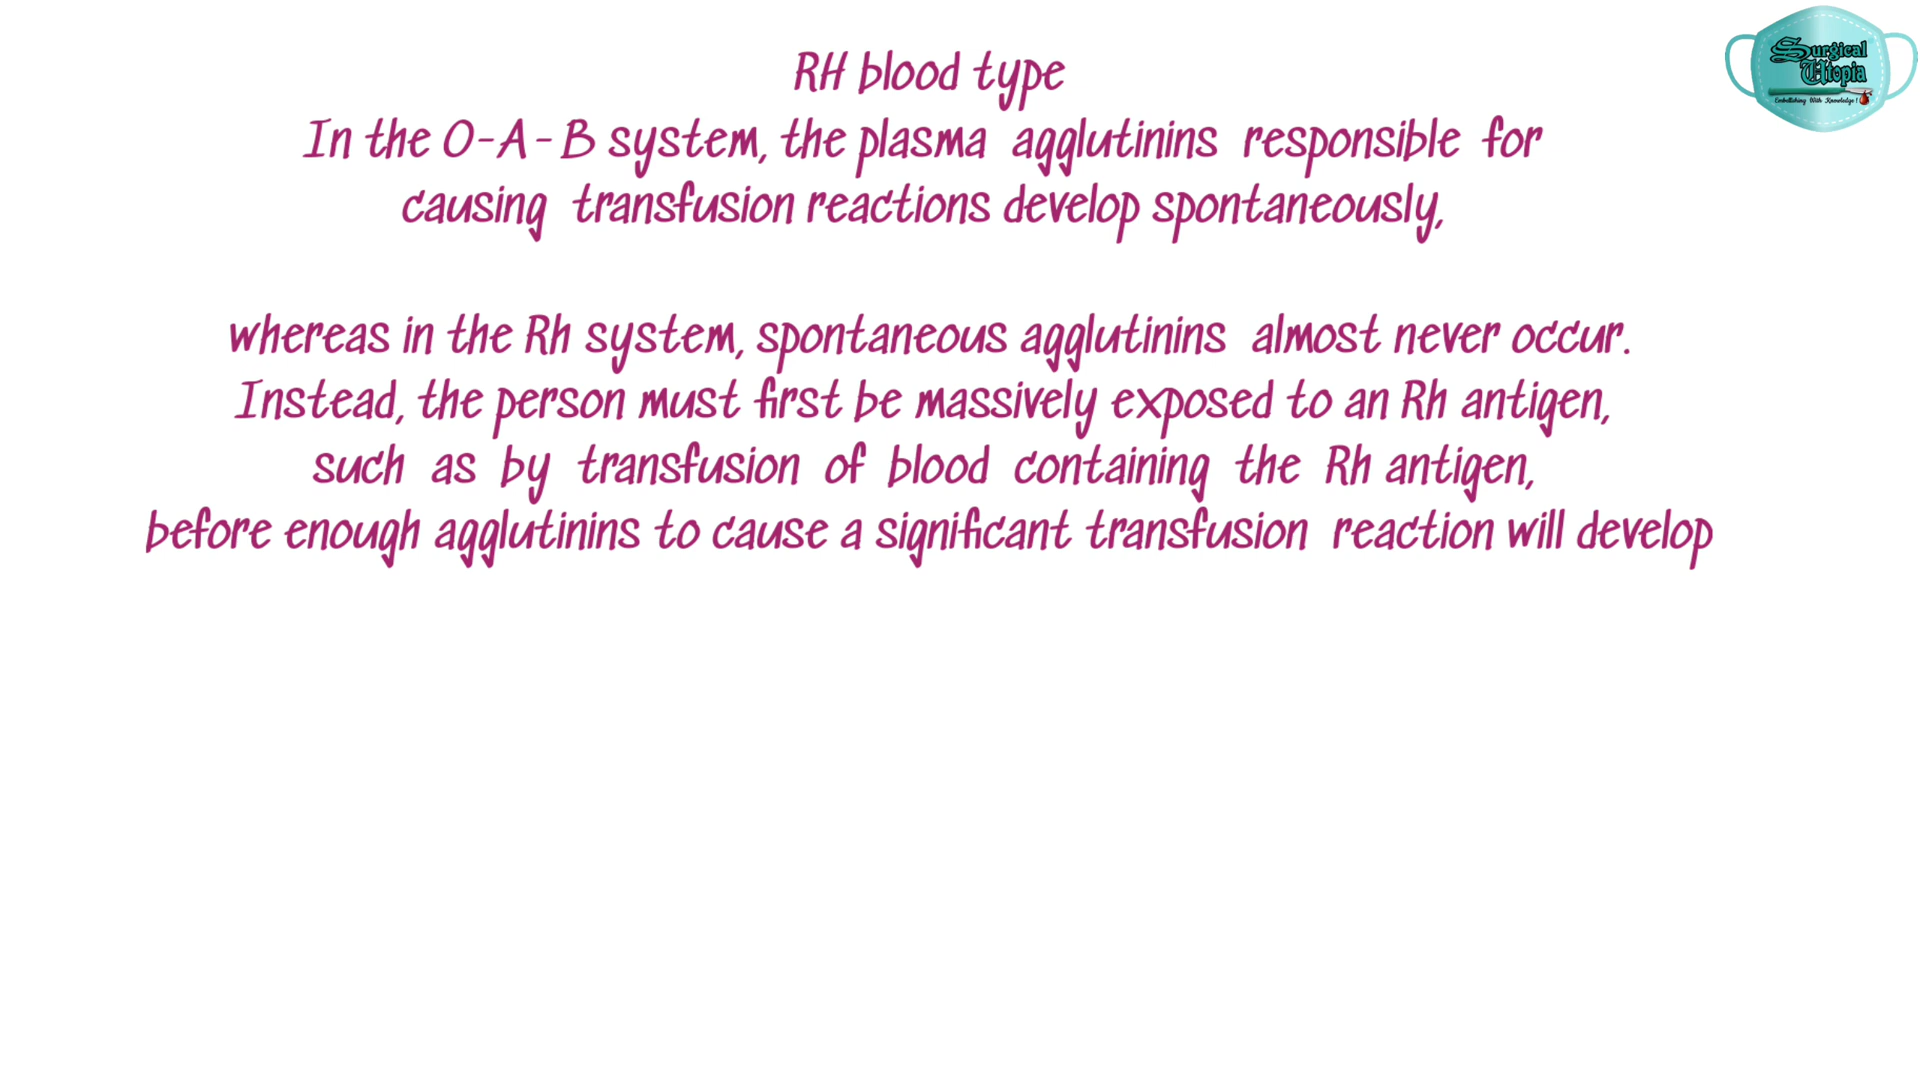 RH blood type
In the O-A-B system, the plasma agglutinins responsible for
causing transfusion reactions develop spontaneously,
whereas in the Rh system, spontaneous agglutinins almost never occur.
Instead, the person must first be massively exposed to an Rh antigen,
such as by transfusion of blood containing the Rh antigen,
before enough agglutinins to cause a significant transfusion reaction will develop
Surgical
Utopia
Embellishing With Knowledge!